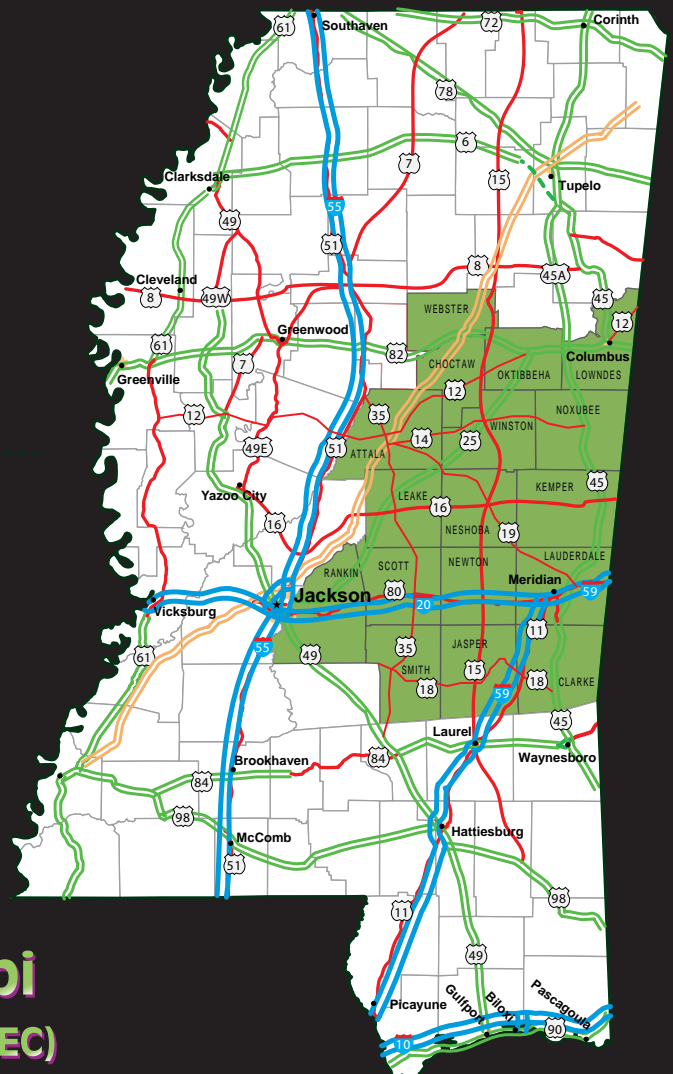 61
Southaven
72
Corinth
78
6
7
15
Clarksdale
Tupelo
49
55
51
8
45A
Cleveland
8
49W
45
WEBSTER
12
61
Greenwood
82
Columbus
7
CHOCTAW
OKTIBBEHA
LOWNDES
Greenville
12
NOXUBEE
12
35
WINSTON
14
25
49E
51
ATTALA
KEMPER
45
Yazoo City
LEAKE
16
16
NESHOBA
19
LAUDERDALE
SCOTT
NEWTON
RANKIN
Meridian
80
59
Jackson
20
Vicksburg
11
61
55
49
35
JASPER
SMITH
15
18
CLARKE
18
59
45
Laurel
Waynesboro
84
Brookhaven
84
98
Hattiesburg
McComb
51
98
11
49
pi
Picayune
Gulfport
Biloxi
Pascagoula
90
10
EC)